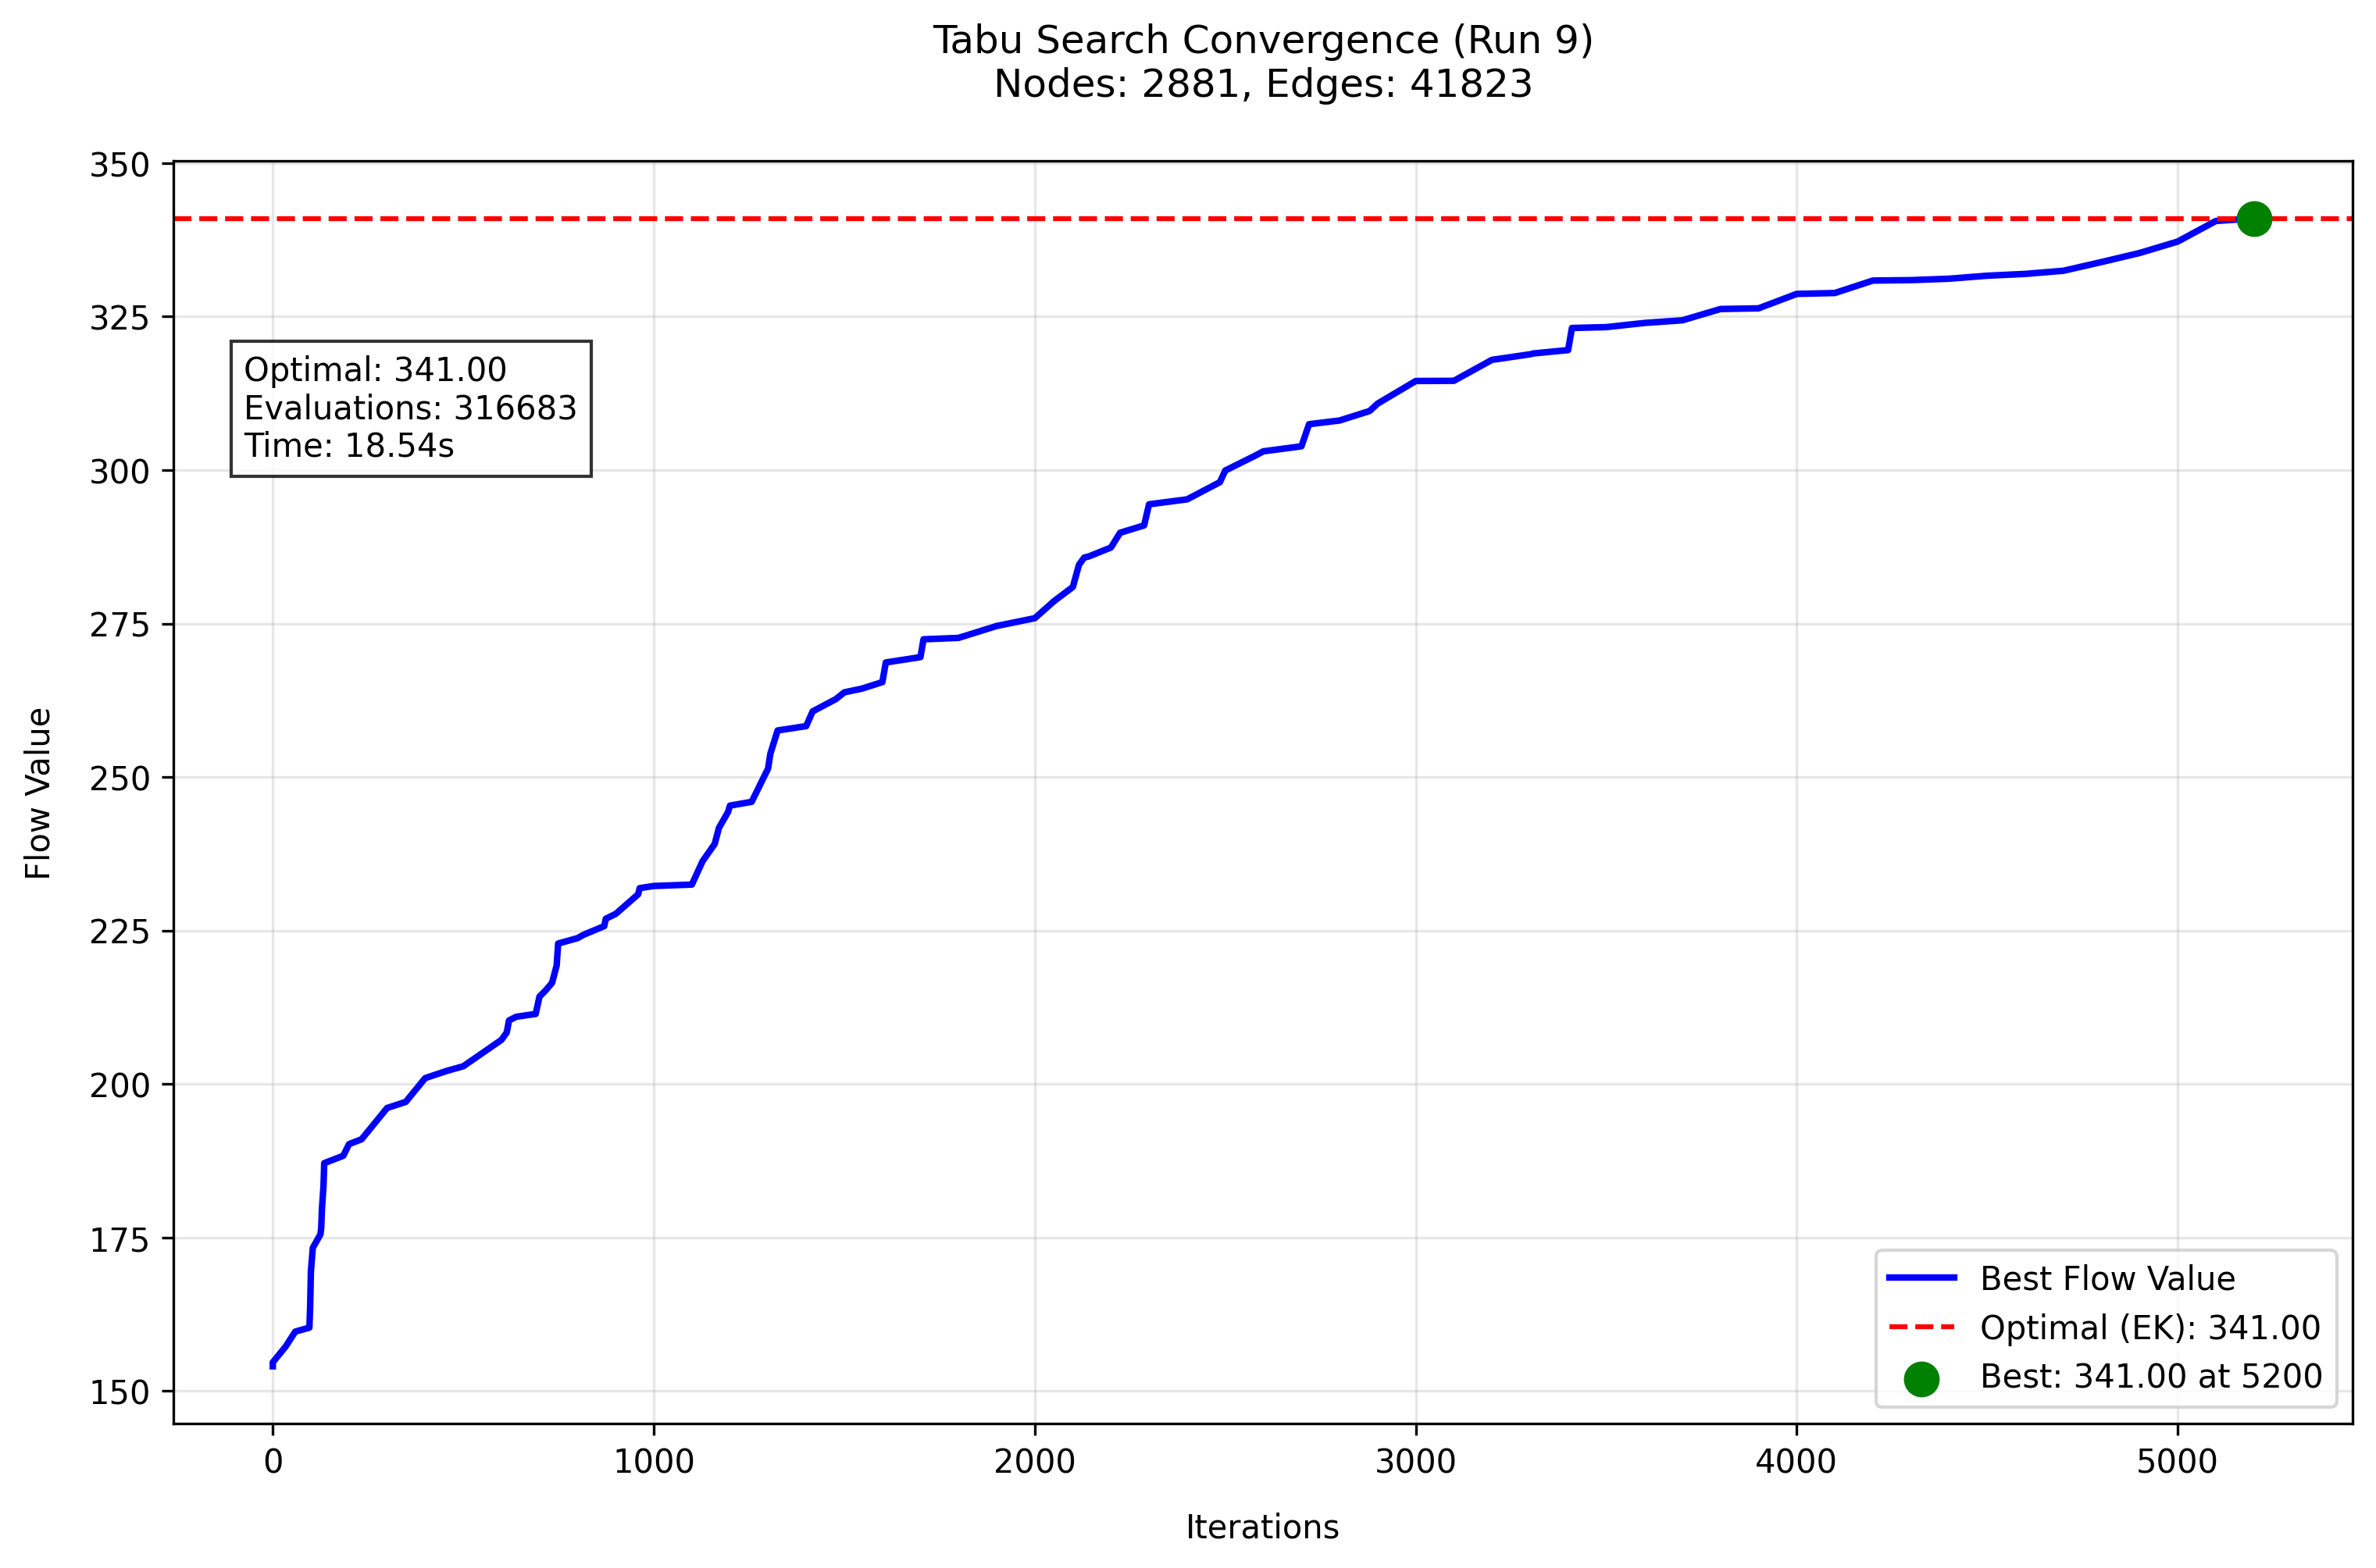 Tabu Search Convergence (Run 9)
Nodes: 2881, Edges: 41823
350
325
300
275
250
225
200
175
150
Flow Value
Optimal: 341.00
Evaluations: 316683
Time: 18.54s
Best Flow Value
Optimal (EK): 341.00
Best: 341.00 at 5200
0 1000 2000 3000 4000 5000
Iterations